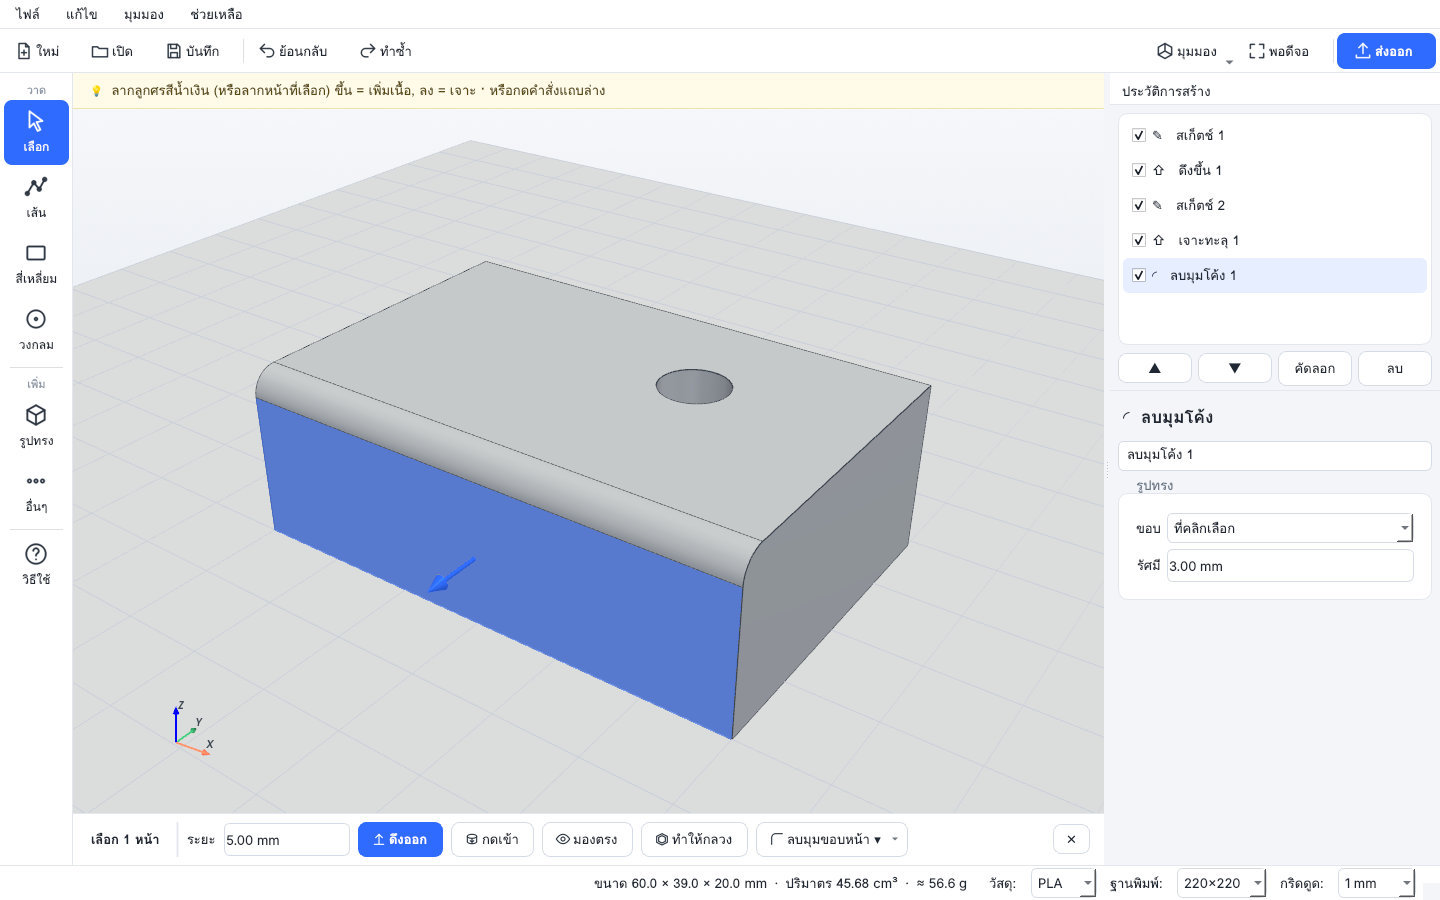 ไฟล์ แก้ไข มุมมอง ช่วยเหลือ
ใหม่ เปิด บันทึก ย้อนกลับ ทำซ้ำ มุมมอง พอดีจอ ส่งออก
วาด
เลือก
เส้น
สี่เหลี่ยม
วงกลม
เพิ่ม
รูปทรง
อื่นๆ
วิธีใช้
ลากลูกศรสีน้ำเงิน (หรือลากหน้าที่เลือก) ขึ้น = เพิ่มเนื้อ, ลง = เจาะ · หรือกดคำสั่งแถบล่าง
Z
Y
X
ประวัติการสร้าง
สเก็ตช์ 1
ดึงขึ้น 1
สเก็ตช์ 2
เจาะทะลุ 1
ลบมุมโค้ง 1
▲ ▼ คัดลอก ลบ
ลบมุมโค้ง
ลบมุมโค้ง 1
รูปทรง
ขอบ ที่คลิกเลือก
รัศมี 3.00 mm
เลือก 1 หน้า ระยะ 5.00 mm ดึงออก กดเข้า มองตรง ทำให้กลวง ลบมุมขอบหน้า ▾ ✕
ขนาด 60.0 × 39.0 × 20.0 mm · ปริมาตร 45.68 cm³ · ≈ 56.6 g วัสดุ: PLA ฐานพิมพ์: 220×220 กริดดูด: 1 mm